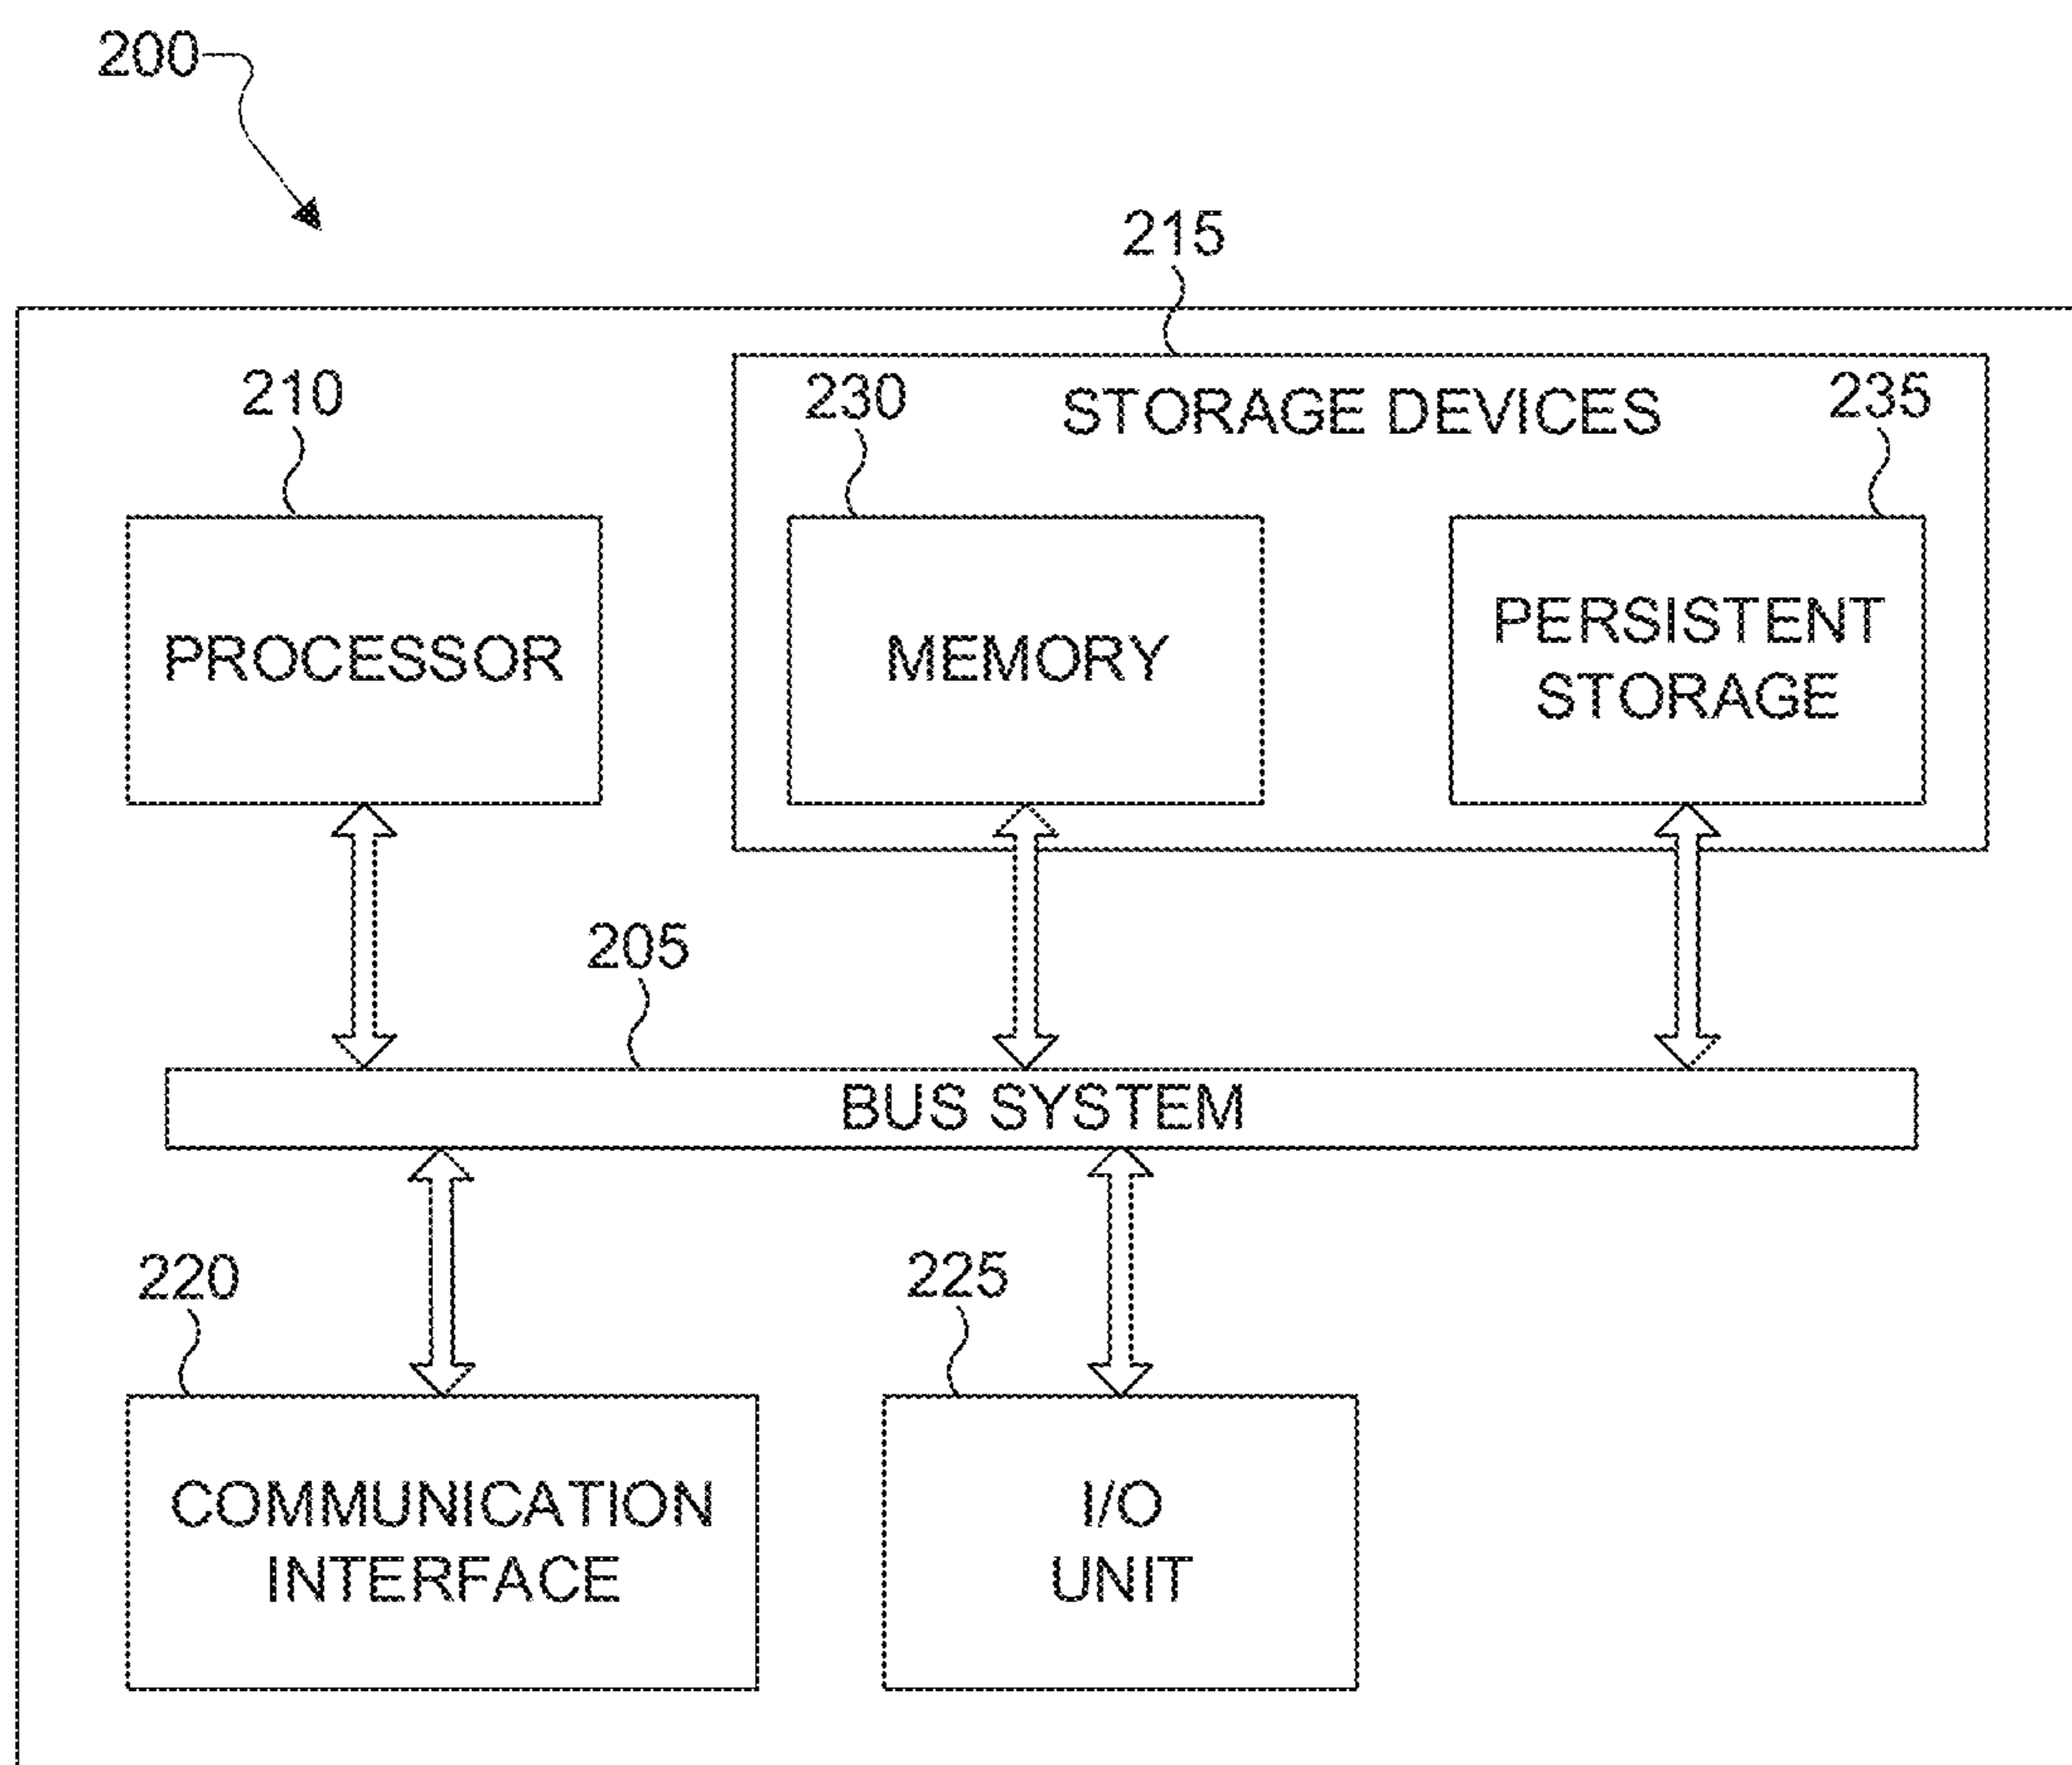 200
215
210
230
STORAGE DEVICES
235
PROCESSOR
MEMORY
PERSISTENT
STORAGE
205
BUS SYSTEM
220
225
COMMUNICATION
INTERFACE
I/O
UNIT